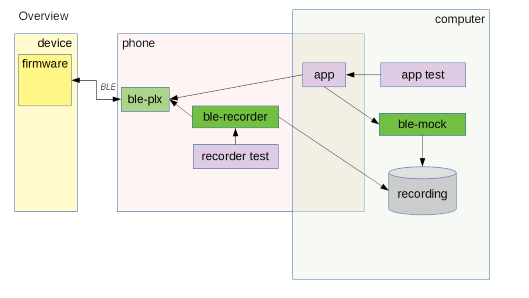 Overview
computer
device
phone
firmware
app
app test
BLE
ble-plx
ble-recorder
ble-mock
recorder test
recording